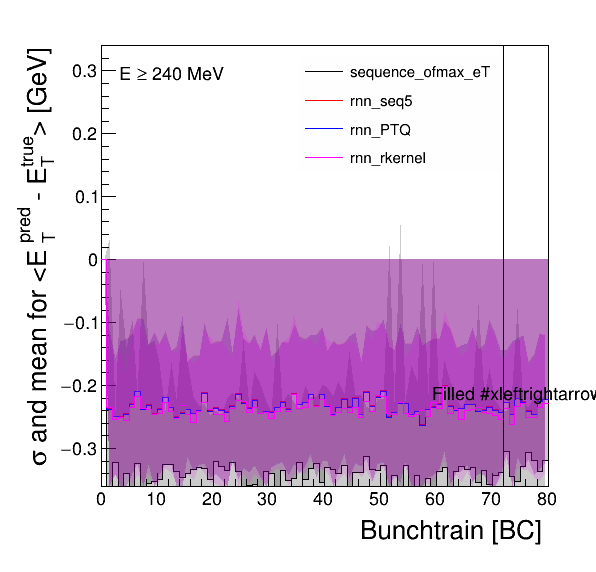 E ≥ 240 MeV
sequence_ofmax_eT
rnn_seq5
rnn_PTQ
rnn_rkernel
σ and mean for <E_T^pred - E_T^true> [GeV]
0.3
0.2
0.1
0
−0.1
−0.2
−0.3
Filled #xleftrightarrow
0 10 20 30 40 50 60 70 80
Bunchtrain [BC]